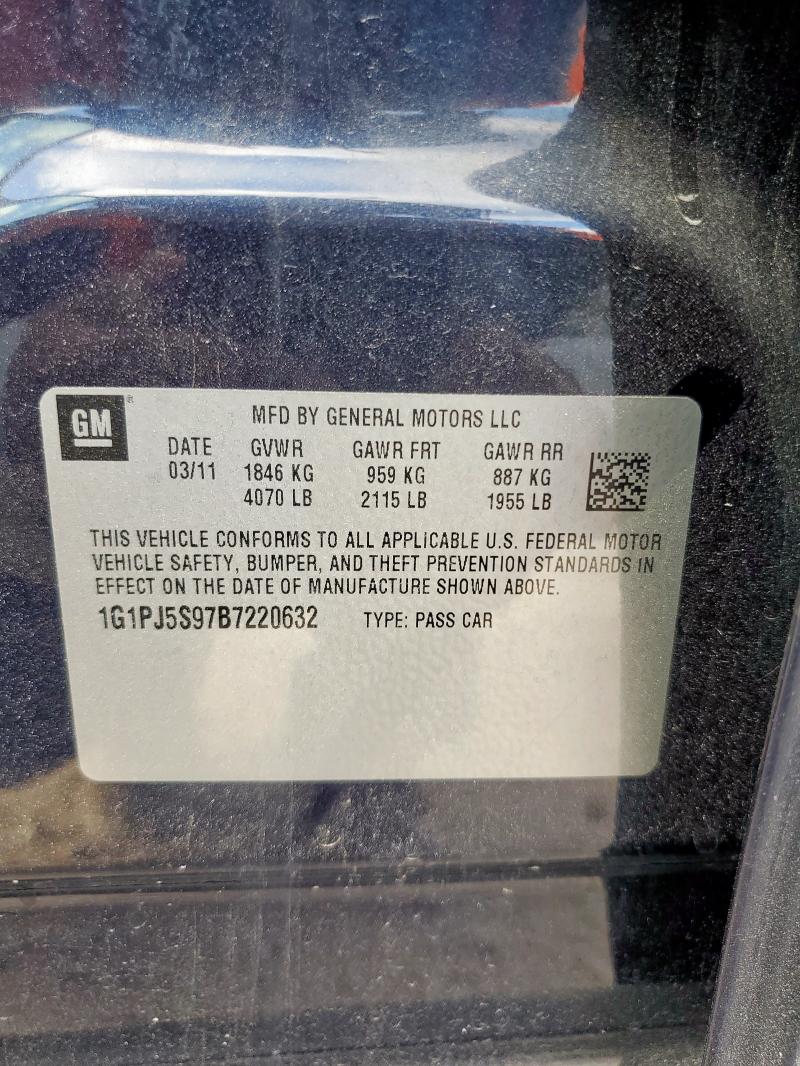 GM ®
MFD BY GENERAL MOTORS LLC
DATE GVWR GAWR FRT GAWR RR
03/11 1846 KG 959 KG 887 KG
4070 LB 2115 LB 1955 LB
THIS VEHICLE CONFORMS TO ALL APPLICABLE U.S. FEDERAL MOTOR
VEHICLE SAFETY, BUMPER, AND THEFT PREVENTION STANDARDS IN
EFFECT ON THE DATE OF MANUFACTURE SHOWN ABOVE.
1G1PJ5S97B7220632 TYPE: PASS CAR